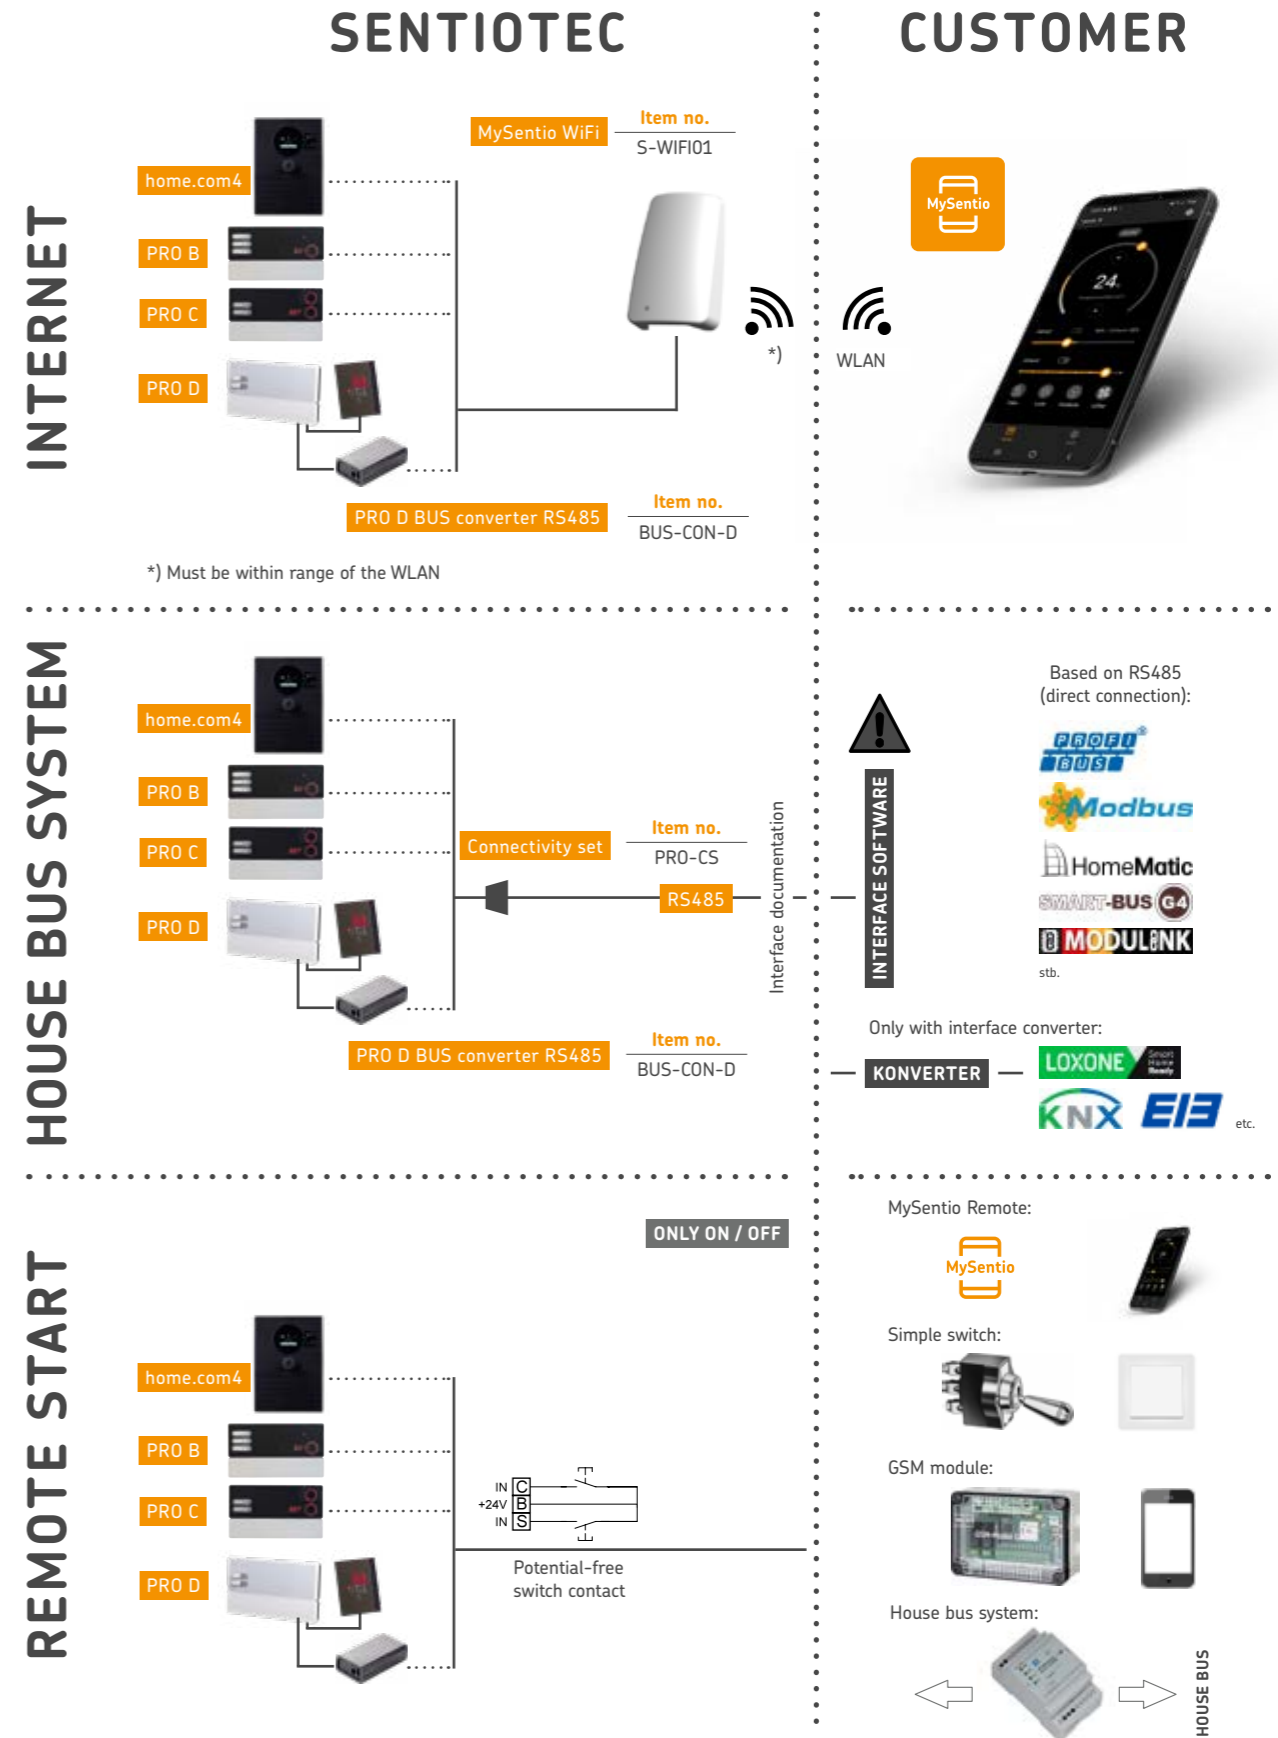 SENTIOTEC
CUSTOMER
INTERNET
MySentio WiFi
Item no.
S-WIFI01
home.com4
PRO B
PRO C
PRO D
*)
WLAN
MySentio
24
PRO D BUS converter RS485
Item no.
BUS-CON-D
*) Must be within range of the WLAN
HOUSE BUS SYSTEM
home.com4
PRO B
PRO C
PRO D
Connectivity set
Item no.
PRO-CS
RS485
Interface documentation
PRO D BUS converter RS485
Item no.
BUS-CON-D
INTERFACE SOFTWARE
Based on RS485
(direct connection):
PROFI
BUS
Modbus
HomeMatic
SMART-BUS G4
MODULINK
stb.
Only with interface converter:
KONVERTER
LOXONE
Smart
Home
Ready
KNX
EIB
etc.
REMOTE START
ONLY ON / OFF
home.com4
PRO B
PRO C
PRO D
IN C
+24V B
IN S
Potential-free
switch contact
MySentio Remote:
MySentio
Simple switch:
GSM module:
House bus system:
HOUSE BUS